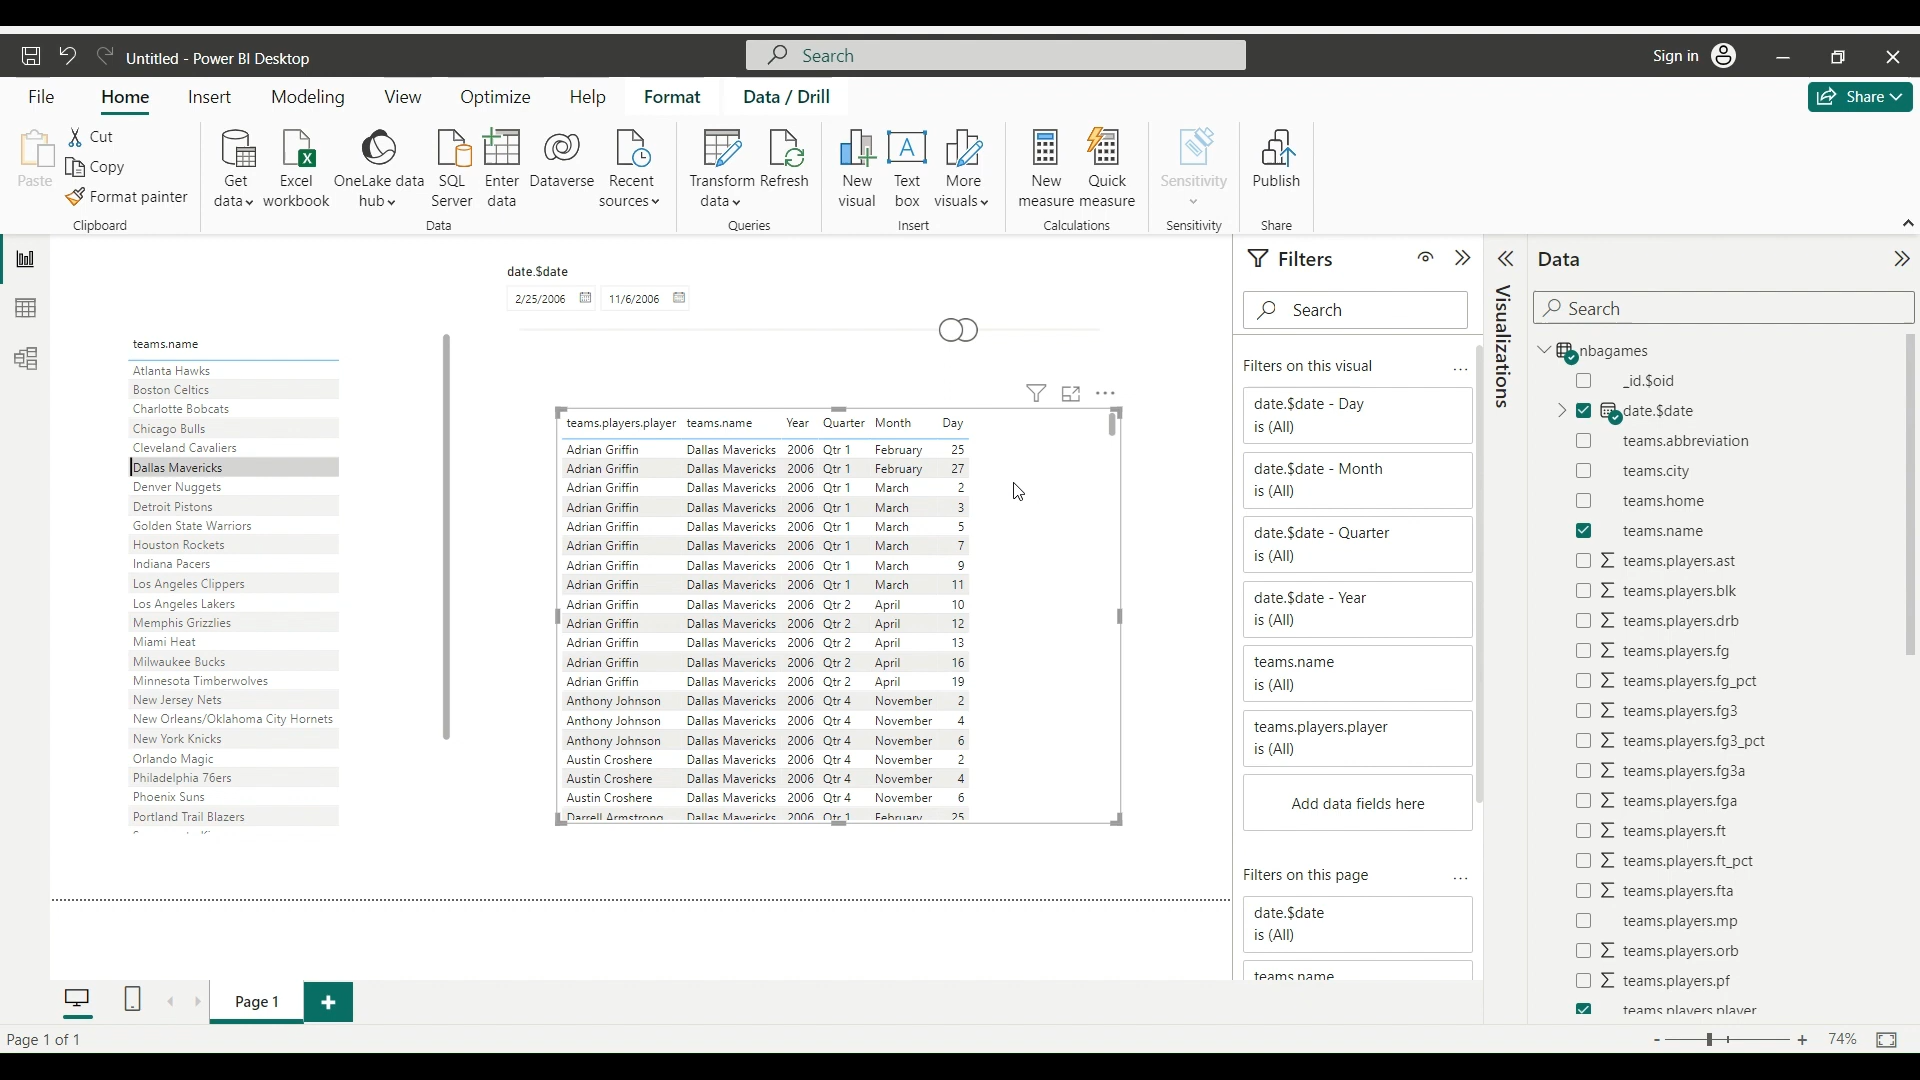 Untitled - Power BI Desktop
Search
Sign in
File
Home
Insert
Modeling
View
Optimize
Help
Format
Data / Drill
Share
Paste
Cut
Copy
Format painter
Clipboard
Get data
Excel workbook
OneLake data hub
SQL Server
Enter data
Dataverse
Recent sources
Data
Transform data
Refresh
Queries
New visual
Text box
More visuals
Insert
New measure
Quick measure
Calculations
Sensitivity
Sensitivity
Publish
Share
date.$date
2/25/2006
11/6/2006
teams.name
Atlanta Hawks
Boston Celtics
Charlotte Bobcats
Chicago Bulls
Cleveland Cavaliers
Dallas Mavericks
Denver Nuggets
Detroit Pistons
Golden State Warriors
Houston Rockets
Indiana Pacers
Los Angeles Clippers
Los Angeles Lakers
Memphis Grizzlies
Miami Heat
Milwaukee Bucks
Minnesota Timberwolves
New Jersey Nets
New Orleans/Oklahoma City Hornets
New York Knicks
Orlando Magic
Philadelphia 76ers
Phoenix Suns
Portland Trail Blazers
teams.players.player teams.name Year Quarter Month Day
Adrian Griffin Dallas Mavericks 2006 Qtr 1 February 25
Adrian Griffin Dallas Mavericks 2006 Qtr 1 February 27
Adrian Griffin Dallas Mavericks 2006 Qtr 1 March 2
Adrian Griffin Dallas Mavericks 2006 Qtr 1 March 3
Adrian Griffin Dallas Mavericks 2006 Qtr 1 March 5
Adrian Griffin Dallas Mavericks 2006 Qtr 1 March 7
Adrian Griffin Dallas Mavericks 2006 Qtr 1 March 9
Adrian Griffin Dallas Mavericks 2006 Qtr 1 March 11
Adrian Griffin Dallas Mavericks 2006 Qtr 2 April 10
Adrian Griffin Dallas Mavericks 2006 Qtr 2 April 12
Adrian Griffin Dallas Mavericks 2006 Qtr 2 April 13
Adrian Griffin Dallas Mavericks 2006 Qtr 2 April 16
Adrian Griffin Dallas Mavericks 2006 Qtr 2 April 19
Anthony Johnson Dallas Mavericks 2006 Qtr 4 November 2
Anthony Johnson Dallas Mavericks 2006 Qtr 4 November 4
Anthony Johnson Dallas Mavericks 2006 Qtr 4 November 6
Austin Croshere Dallas Mavericks 2006 Qtr 4 November 2
Austin Croshere Dallas Mavericks 2006 Qtr 4 November 4
Austin Croshere Dallas Mavericks 2006 Qtr 4 November 6
Darrell Armstrong Dallas Mavericks 2006 Qtr 1 February 25
Filters
Search
Filters on this visual
date.$date - Day
is (All)
date.$date - Month
is (All)
date.$date - Quarter
is (All)
date.$date - Year
is (All)
teams.name
is (All)
teams.players.player
is (All)
Add data fields here
Filters on this page
date.$date
is (All)
teams.name
Visualizations
Data
Search
nbagames
_id.$oid
date.$date
teams.abbreviation
teams.city
teams.home
teams.name
teams.players.ast
teams.players.blk
teams.players.drb
teams.players.fg
teams.players.fg_pct
teams.players.fg3
teams.players.fg3_pct
teams.players.fg3a
teams.players.fga
teams.players.ft
teams.players.ft_pct
teams.players.fta
teams.players.mp
teams.players.orb
teams.players.pf
teams.players.player
Page 1
Page 1 of 1
74%